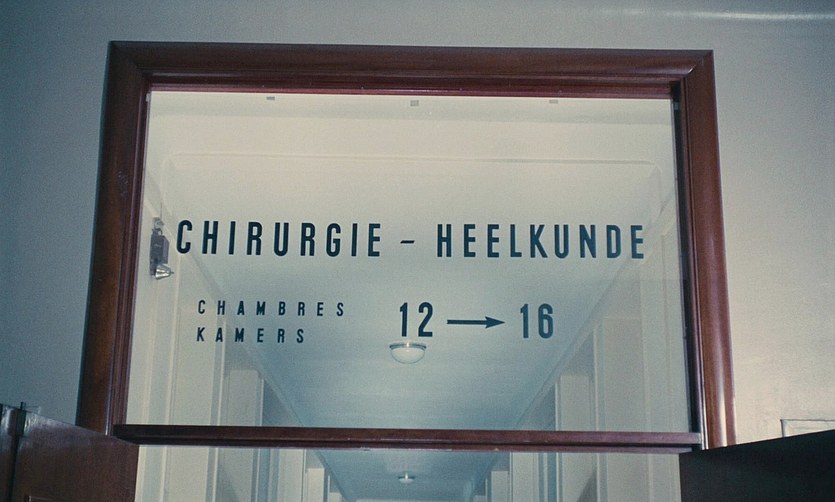 CHIRURGIE - HEELKUNDE
CHAMBRES
KAMERS
12 → 16